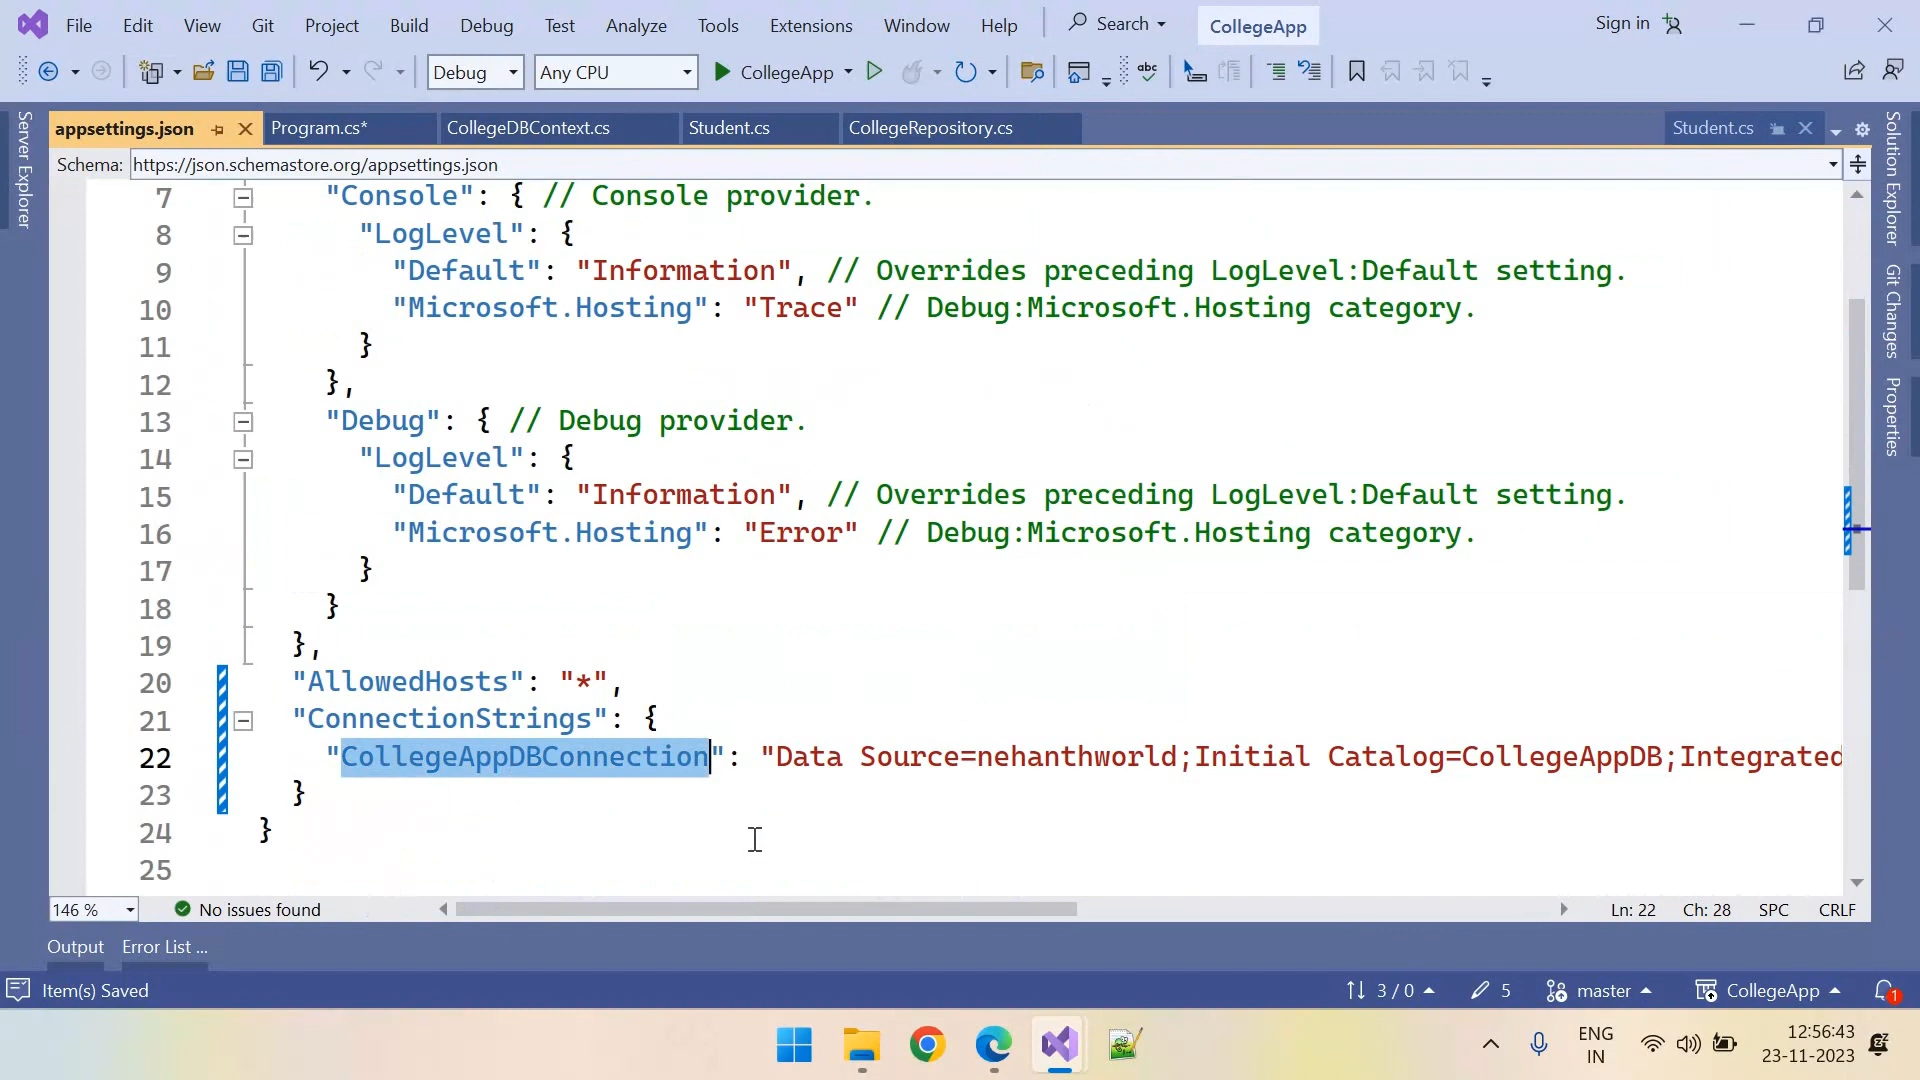 File Edit View Git Project Build Debug Test Analyze Tools Extensions Window Help Search CollegeApp Sign in
Debug Any CPU CollegeApp abc
appsettings.json Program.cs* CollegeDBContext.cs Student.cs CollegeRepository.cs Student.cs
Schema: https://json.schemastore.org/appsettings.json
Server Explorer
Solution Explorer
Git Changes
Properties
7 "Console": { // Console provider.
8 "LogLevel": {
9 "Default": "Information", // Overrides preceding LogLevel:Default setting.
10 "Microsoft.Hosting": "Trace" // Debug:Microsoft.Hosting category.
11 }
12 },
13 "Debug": { // Debug provider.
14 "LogLevel": {
15 "Default": "Information", // Overrides preceding LogLevel:Default setting.
16 "Microsoft.Hosting": "Error" // Debug:Microsoft.Hosting category.
17 }
18 }
19 },
20 "AllowedHosts": "*",
21 "ConnectionStrings": {
22 "CollegeAppDBConnection": "Data Source=nehanthworld;Initial Catalog=CollegeAppDB;Integrated
23 }
24 }
25
146 % No issues found Ln: 22 Ch: 28 SPC CRLF
Output Error List ...
Item(s) Saved 3 / 0 5 master CollegeApp 1
ENG 12:56:43
IN 23-11-2023